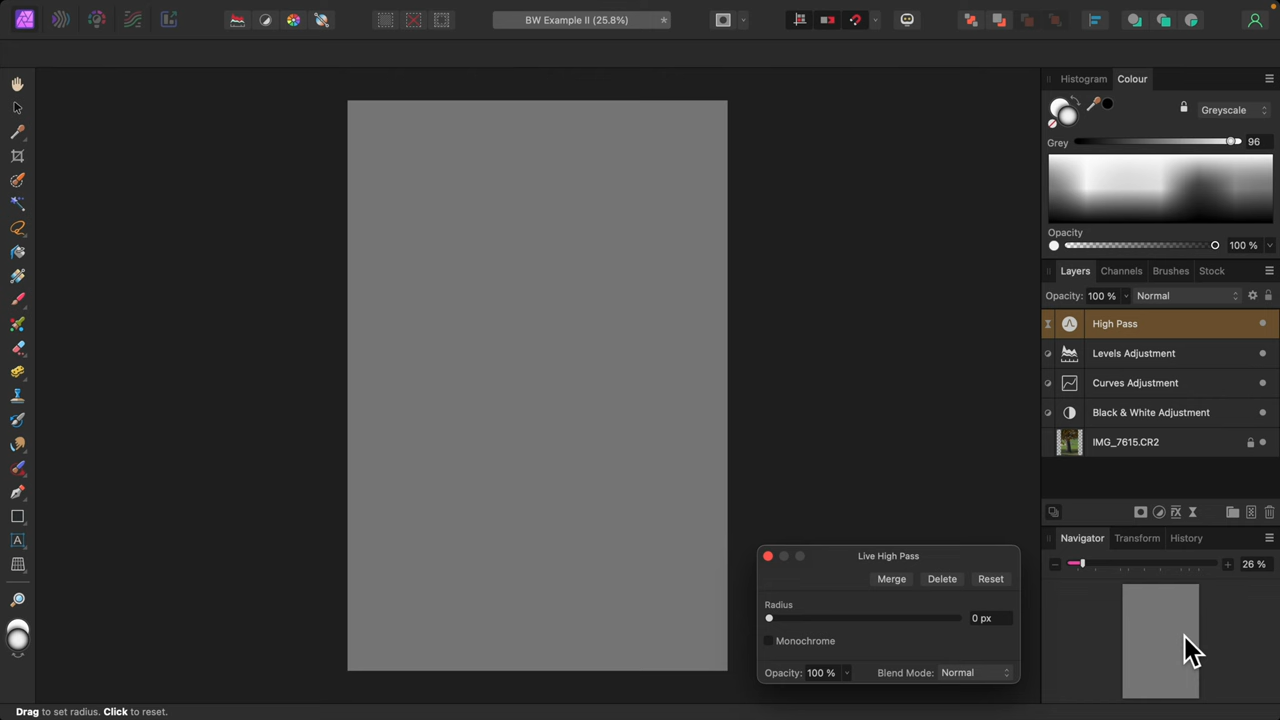 BW Example II (25.8%)
Histogram
Colour
Greyscale
Grey
96
Opacity
100 %
Layers
Channels
Brushes
Stock
Opacity: 100 %
Normal
High Pass
Levels Adjustment
Curves Adjustment
Black & White Adjustment
IMG_7615.CR2
Navigator
Transform
History
26 %
Live High Pass
Merge
Delete
Reset
Radius
0 px
Monochrome
Opacity: 100 %
Blend Mode: Normal
Drag to set radius. Click to reset.